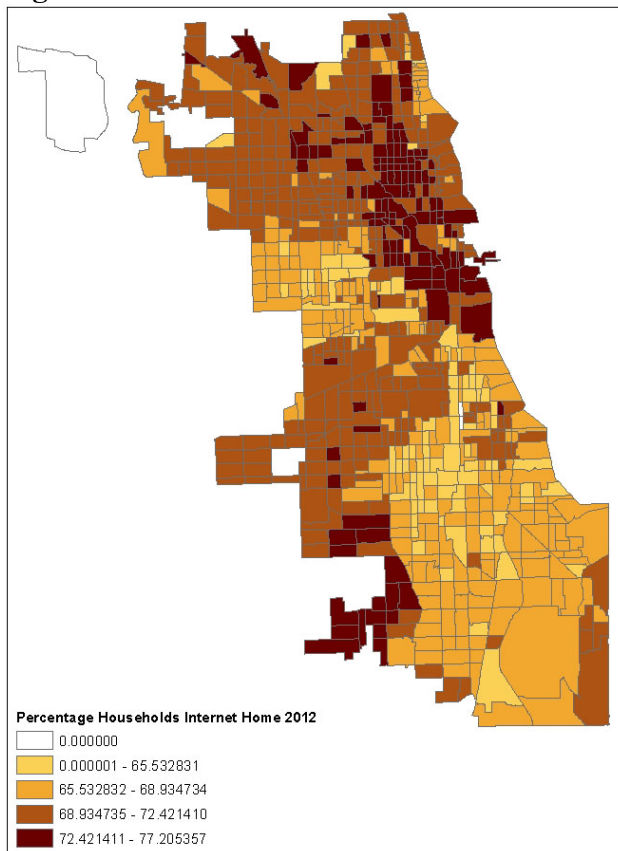 Percentage Households Internet Home 2012
0.000000
0.000001 - 65.532831
65.532832 - 68.934734
68.934735 - 72.421410
72.421411 - 77.205357